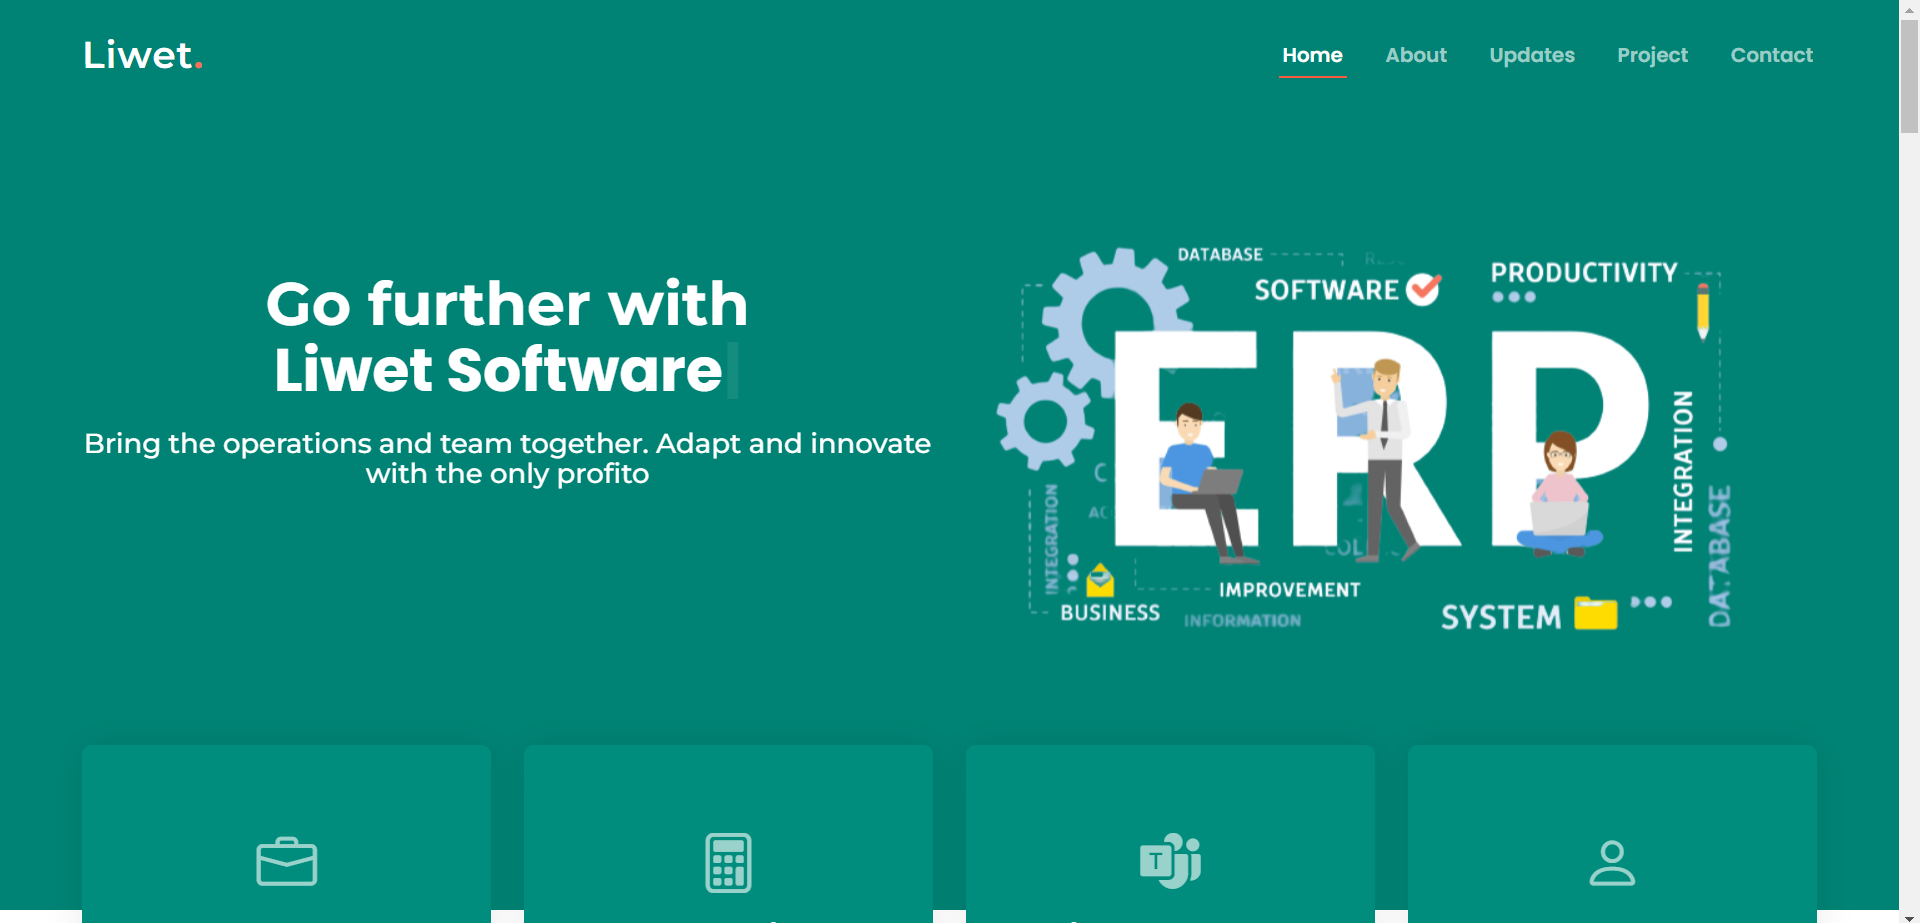 Liwet.
Home About Updates Project Contact
Go further with
Liwet Software
Bring the operations and team together. Adapt and innovate
with the only profito
DATABASE
SOFTWARE
PRODUCTIVITY
ERP
INTEGRATION
DATABASE
INTEGRATION
IMPROVEMENT
BUSINESS
INFORMATION
SYSTEM
T